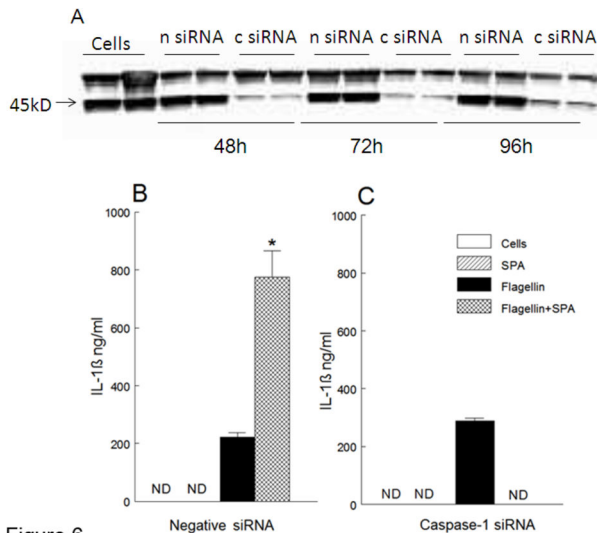 A
Cells n siRNA c siRNA n siRNA c siRNA n siRNA c siRNA
45kD
48h 72h 96h
B
1000
800
600
400
200
0
IL-1ß ng/ml
*
ND ND
Negative siRNA
C
1000
800
600
400
200
0
IL-1ß ng/ml
Cells
SPA
Flagellin
Flagellin+SPA
ND ND ND
Caspase-1 siRNA